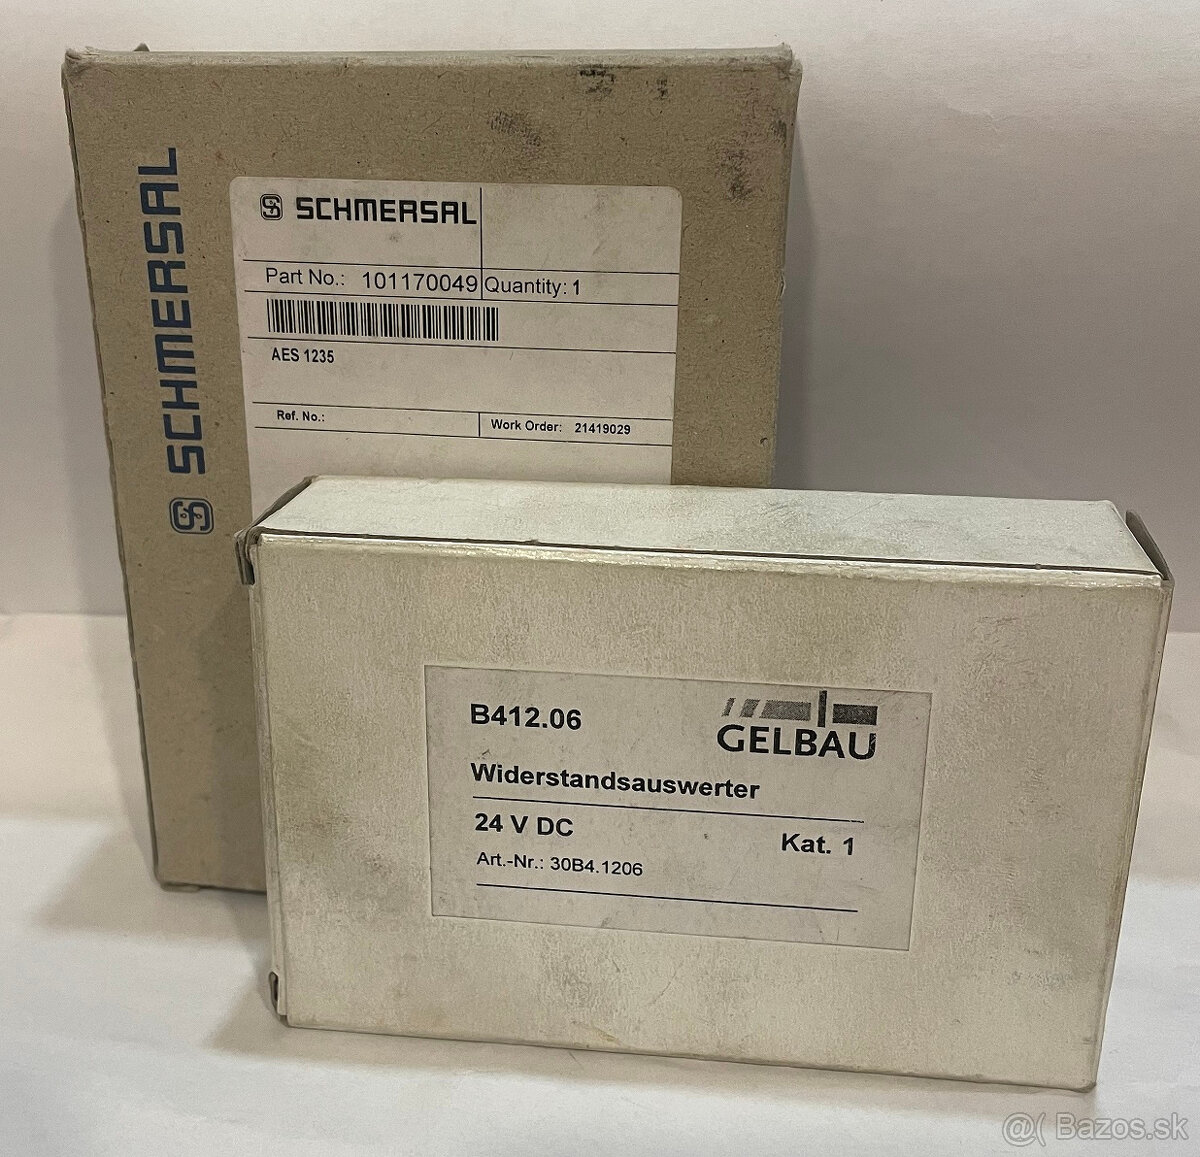 SCHMERSAL
SCHMERSAL
Part No.: 101170049 Quantity: 1
AES 1235
Ref. No.:
Work Order: 21419029
B412.06
GELBAU
Widerstandsauswerter
24 V DC
Kat. 1
Art.-Nr.: 30B4.1206
@( Bazos.sk